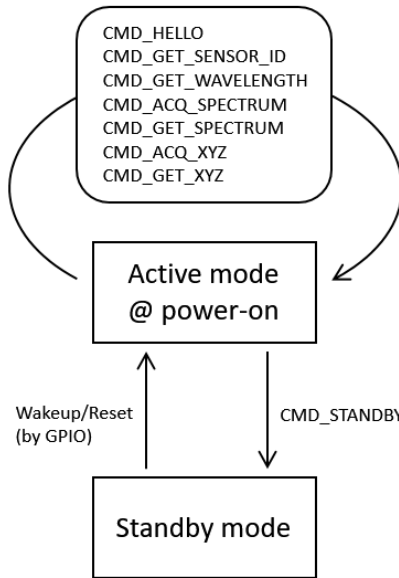 CMD_HELLO
CMD_GET_SENSOR_ID
CMD_GET_WAVELENGTH
CMD_ACQ_SPECTRUM
CMD_GET_SPECTRUM
CMD_ACQ_XYZ
CMD_GET_XYZ
Active mode
@ power-on
Wakeup/Reset
(by GPIO)
CMD_STANDBY
Standby mode